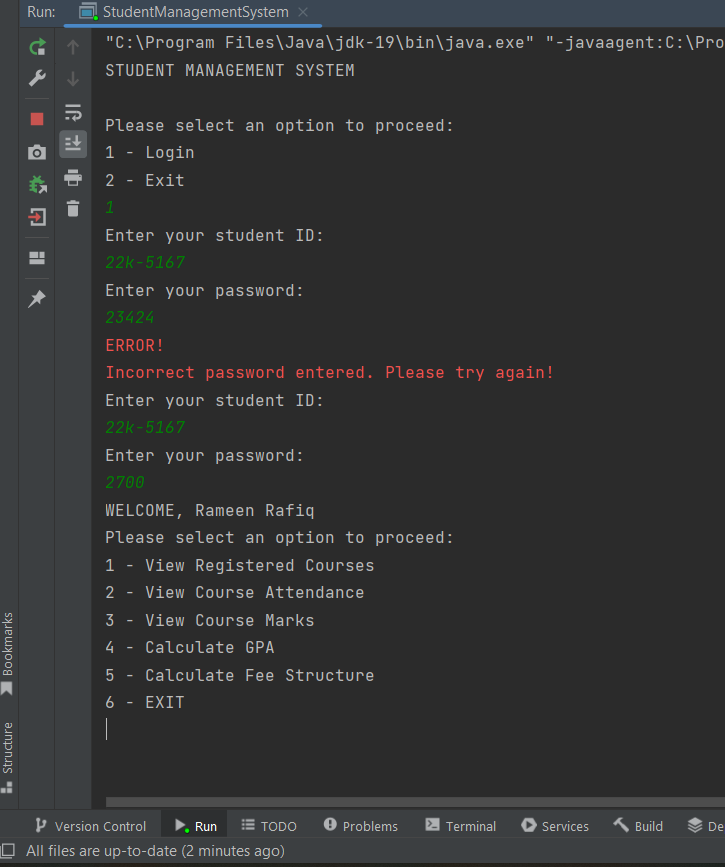 Run: StudentManagementSystem
"C:\Program Files\Java\jdk-19\bin\java.exe" "-javaagent:C:\Pro
STUDENT MANAGEMENT SYSTEM
Please select an option to proceed:
1 - Login
2 - Exit
1
Enter your student ID:
22k-5167
Enter your password:
23424
ERROR!
Incorrect password entered. Please try again!
Enter your student ID:
22k-5167
Enter your password:
2700
WELCOME, Rameen Rafiq
Please select an option to proceed:
1 - View Registered Courses
2 - View Course Attendance
3 - View Course Marks
4 - Calculate GPA
5 - Calculate Fee Structure
6 - EXIT
Bookmarks
Structure
Version Control Run TODO Problems Terminal Services Build De
All files are up-to-date (2 minutes ago)